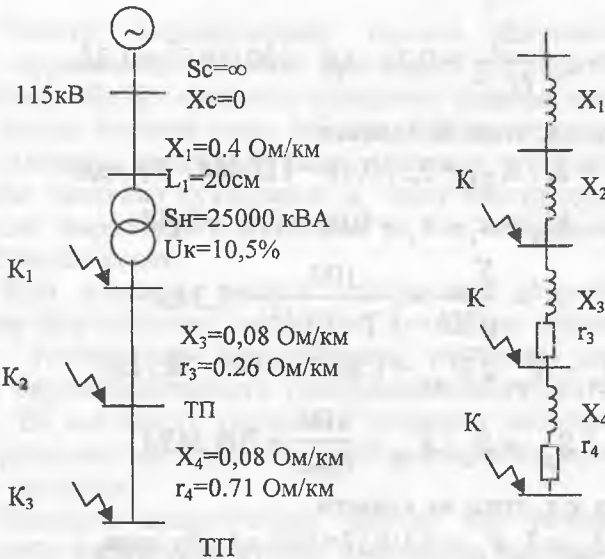 ~
Sс=∞
115кВ
Xс=0
X₁=0.4 Ом/км
L₁=20см
Sн=25000 кВА
Uк=10,5%
K₁
X₃=0,08 Ом/км
r₃=0.26 Ом/км
K₂
ТП
X₄=0,08 Ом/км
r₄=0.71 Ом/км
K₃
ТП
X₁
K
X₂
K
X₃
r₃
K
X₄
r₄